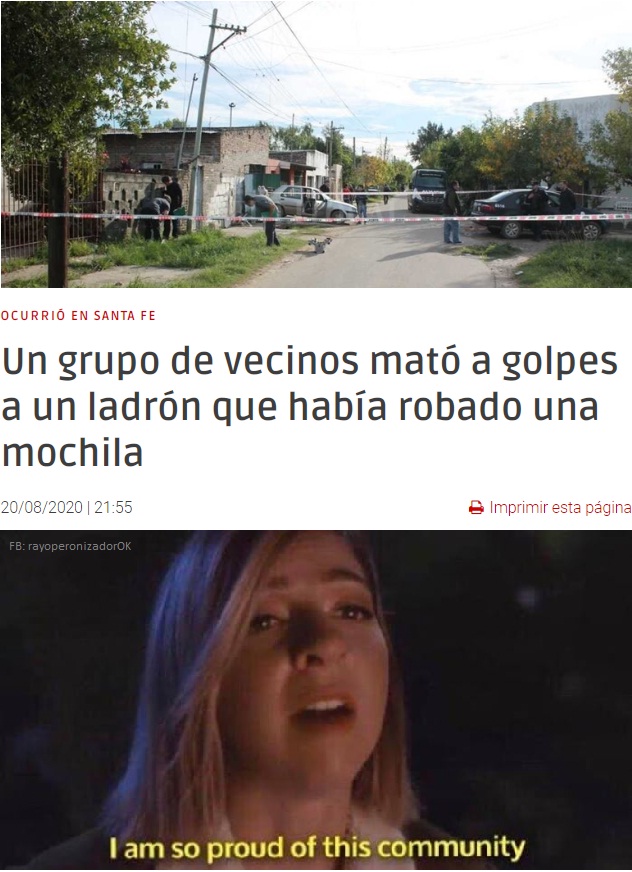 OCURRIÓ EN SANTA FE
Un grupo de vecinos mató a golpes
a un ladrón que había robado una
mochila
20/08/2020 | 21:55 Imprimir esta página
FB: rayoperonizadorOK
I am so proud of this community